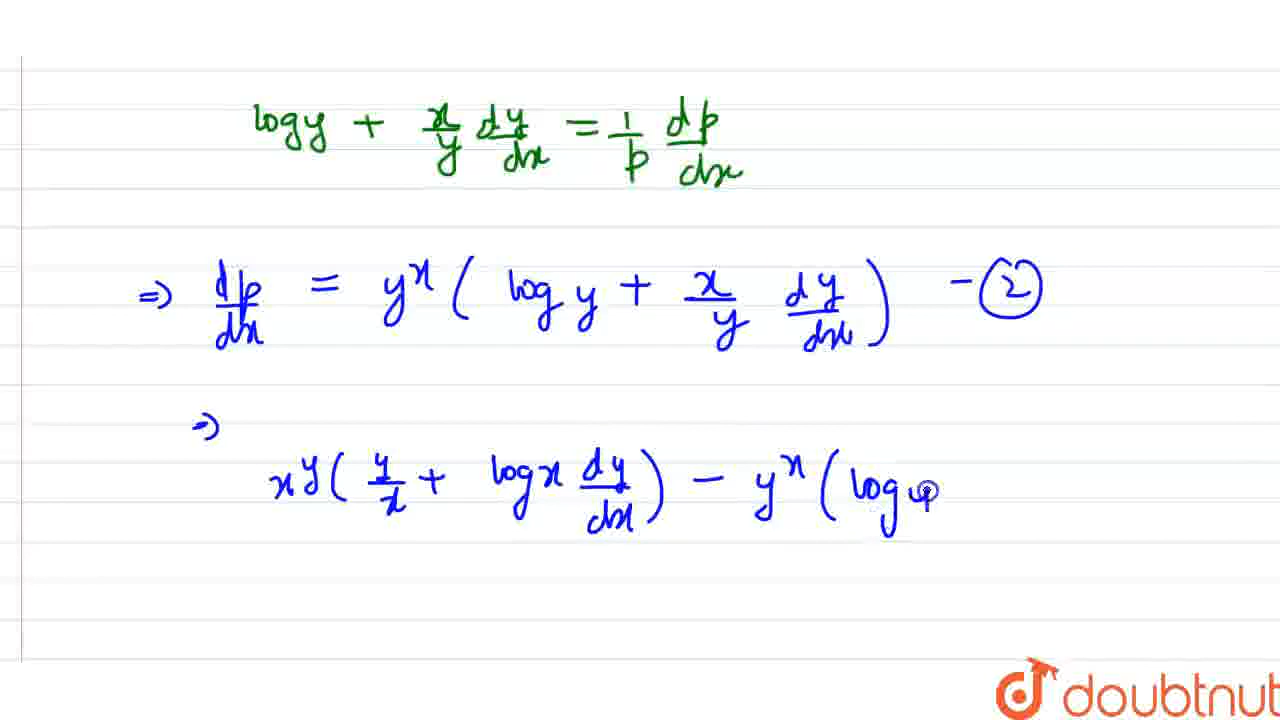 log y + x/y dy/dx = 1/p dp/dx
⇒ dp/dx = y^x ( log y + x/y dy/dx ) - ②
⇒
x^y ( y/x + log x dy/dx ) - y^x ( log y
doubtnut